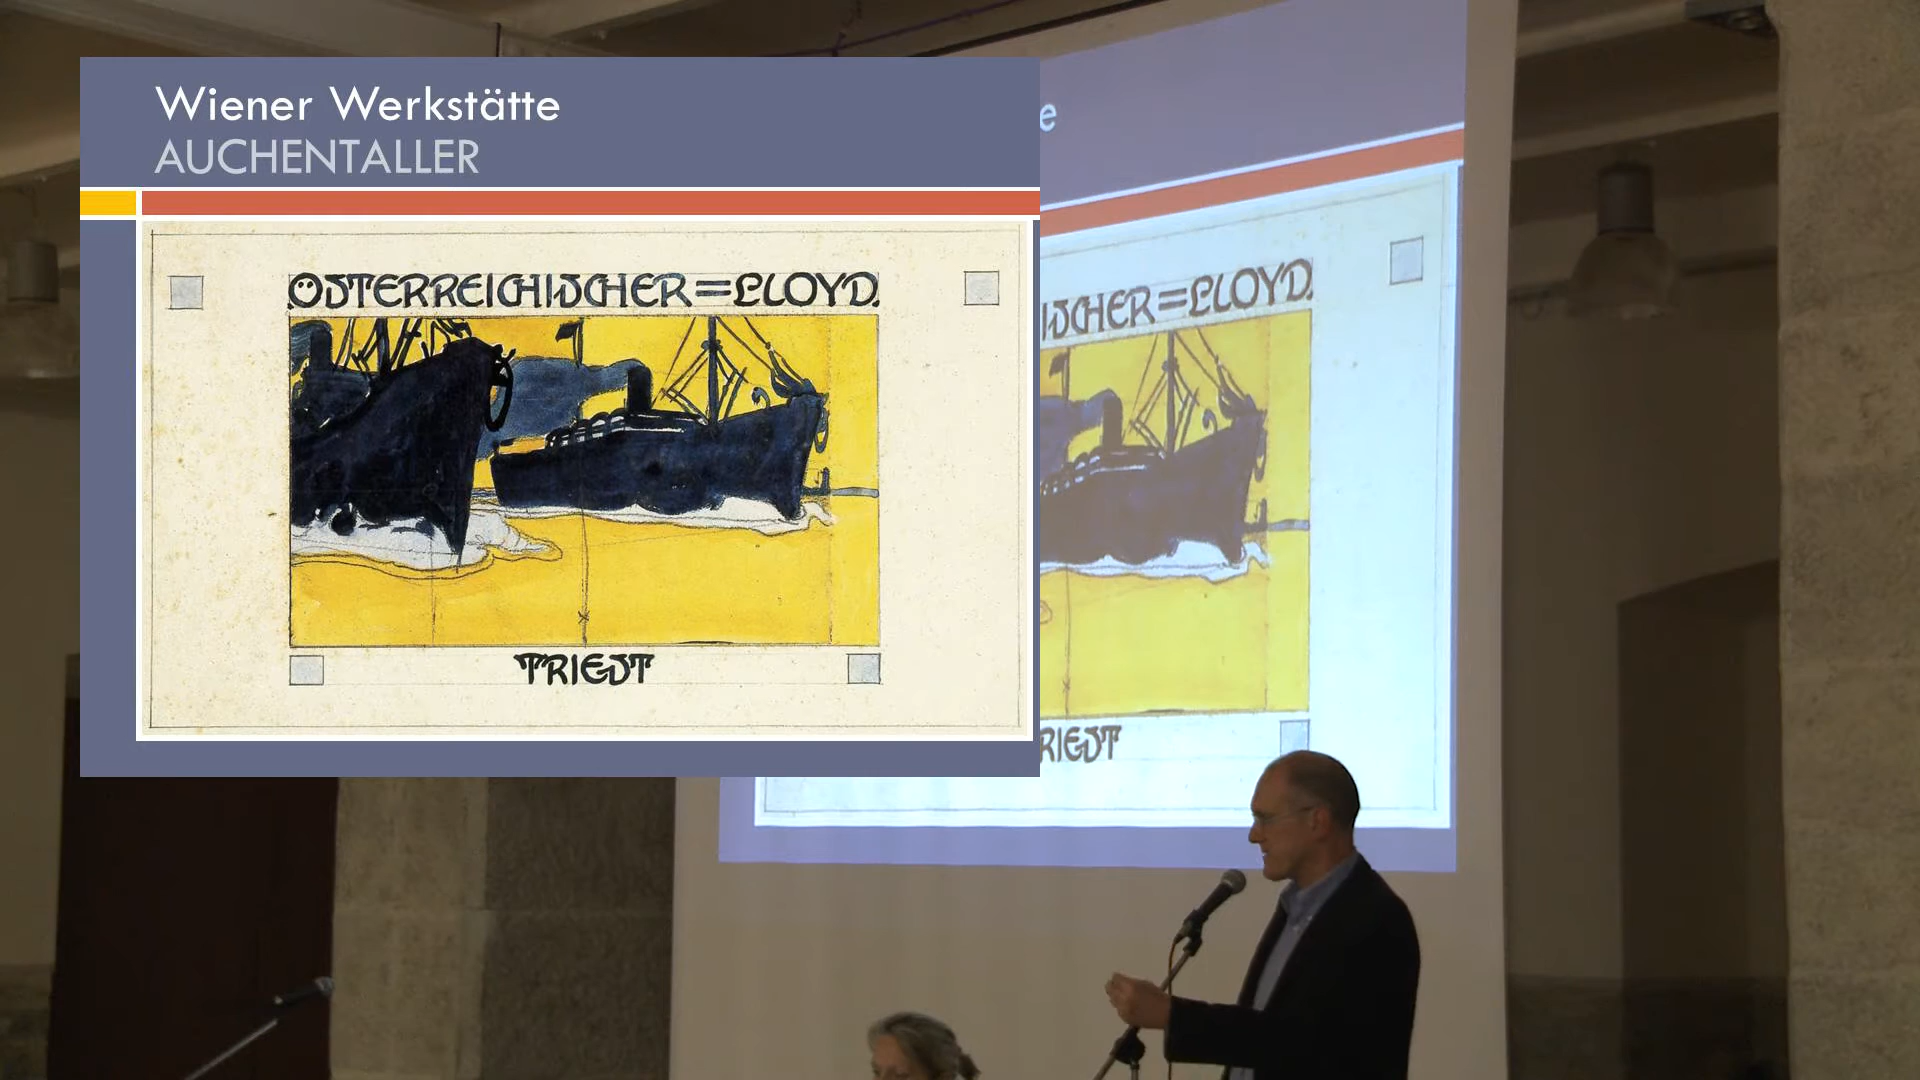 Wiener Werkstätte
AUCHENTALLER
ÖSTERREICHISCHER=LLOYD.
TRIEST
e
ISCHER=LLOYD.
RIEST